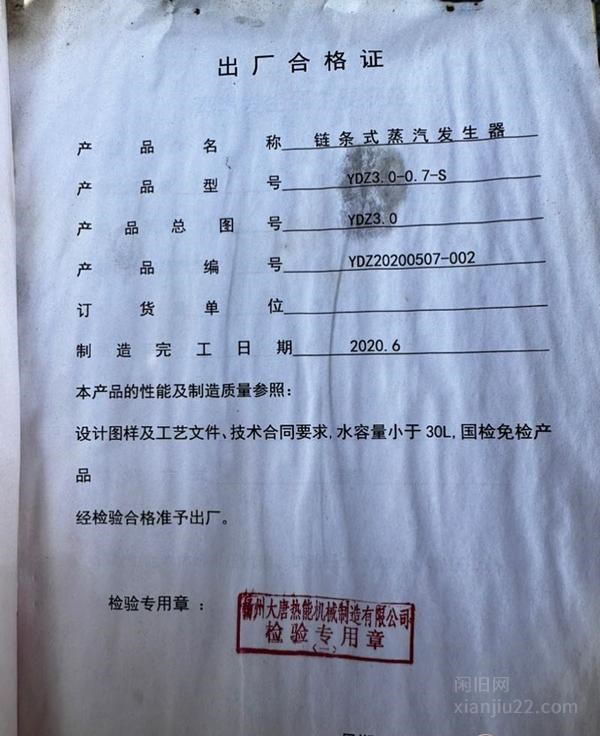 出厂合格证
产品名称 链条式蒸汽发生器
产品型号 YDZ3.0-0.7-S
产品总图号 YDZ3.0
产品编号 YDZ20200507-002
订货单位
制造完工日期 2020.6
本产品的性能及制造质量参照：
设计图样及工艺文件、技术合同要求,水容量小于30L,国检免检产
品
经检验合格准予出厂。
检验专用章：
州大唐热能机械制造有限公司
检验专用章
(一)
闲旧网
xianjiu22.com